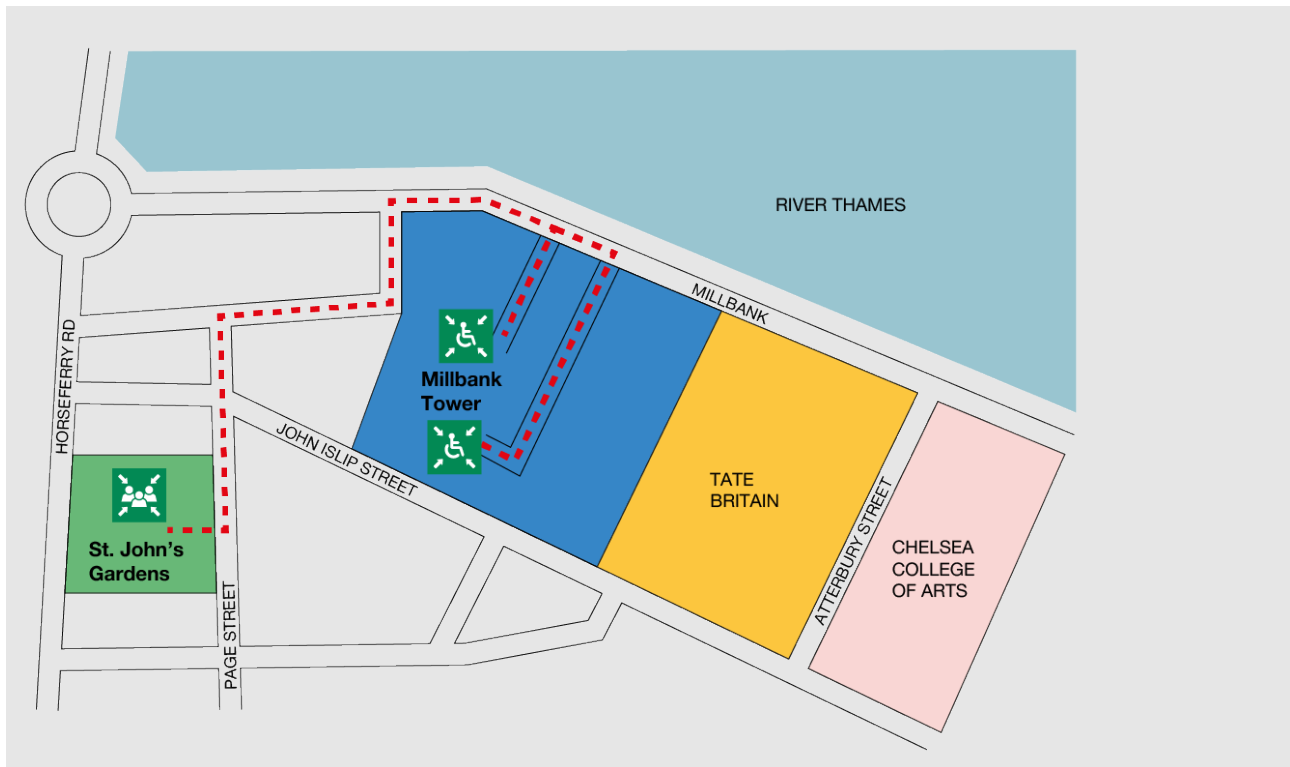 RIVER THAMES
MILLBANK
HORSEFERRY RD
Millbank
Tower
JOHN ISLIP STREET
TATE
BRITAIN
ATTERBURY STREET
CHELSEA
COLLEGE
OF ARTS
St. John's
Gardens
PAGE STREET